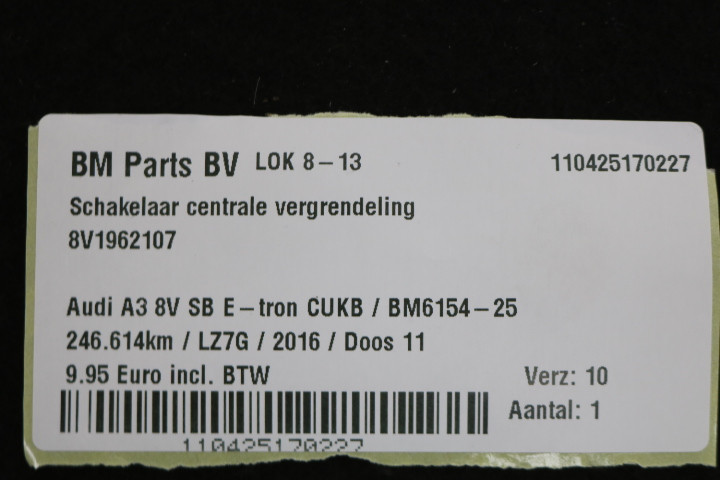 BM Parts BV LOK 8-13 110425170227
Schakelaar centrale vergrendeling
8V1962107
Audi A3 8V SB E-tron CUKB / BM6154-25
246.614km / LZ7G / 2016 / Doos 11
9.95 Euro incl. BTW Verz: 10
Aantal: 1
110425170227